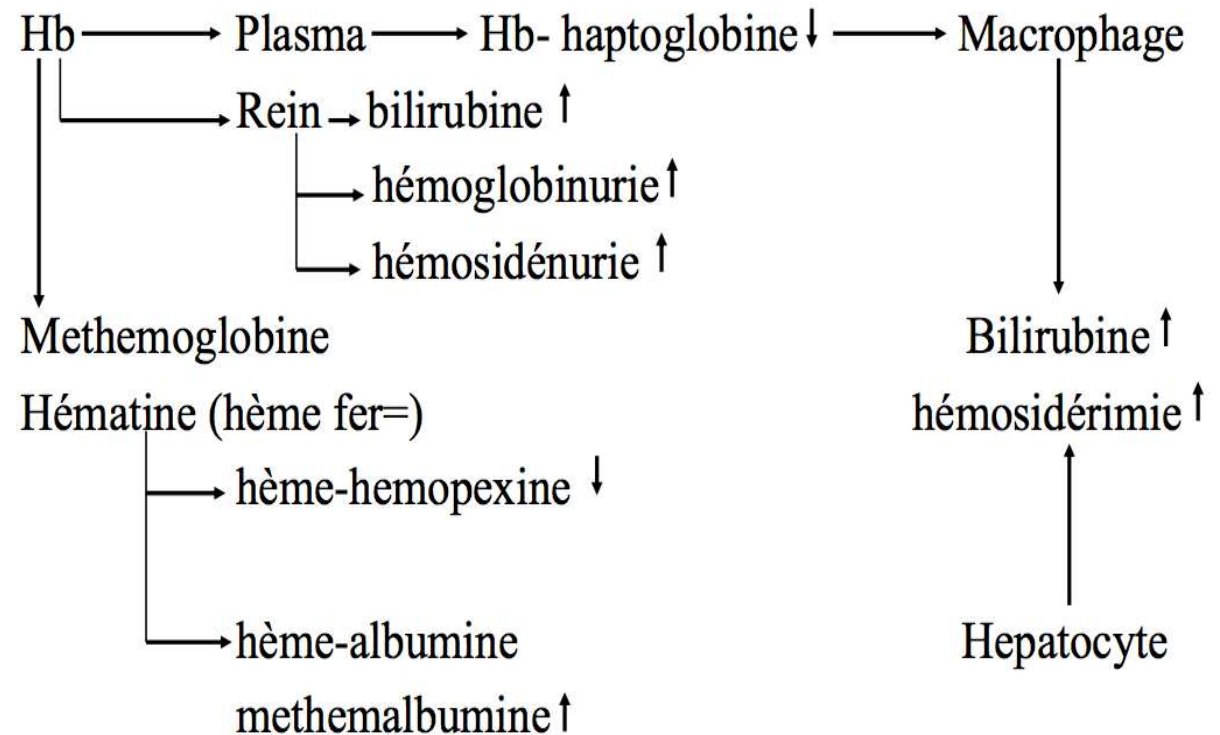 Hb → Plasma → Hb- haptoglobine ↓ → Macrophage
Rein → bilirubine ↑
hémoglobinurie ↑
hémosidénurie ↑
Methemoglobine
Bilirubine ↑
Hématine (hème fer=)
hémosidérimie ↑
hème-hemopexine ↓
hème-albumine
Hepatocyte
methemalbumine ↑